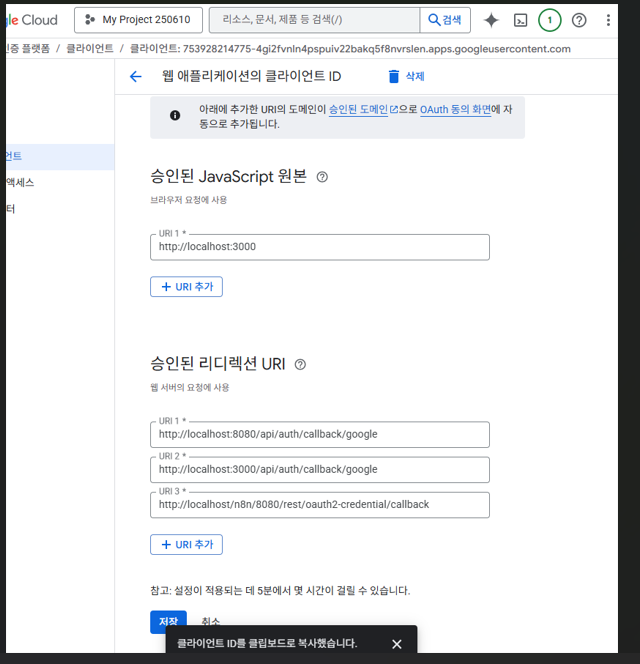 gle Cloud
My Project 250610
리소스, 문서, 제품 등 검색(/)
검색
1
인증 플랫폼 / 클라이언트 / 클라이언트: 753928214775-4gi2fvnln4pspuiv22bakq5f8nvrslen.apps.googleusercontent.com
웹 애플리케이션의 클라이언트 ID
삭제
아래에 추가한 URI의 도메인이 승인된 도메인으로 OAuth 동의 화면에 자
동으로 추가됩니다.
언트
액세스
터
승인된 JavaScript 원본
브라우저 요청에 사용
URI 1 *
http://localhost:3000
+ URI 추가
승인된 리디렉션 URI
웹 서버의 요청에 사용
URI 1 *
http://localhost:8080/api/auth/callback/google
URI 2 *
http://localhost:3000/api/auth/callback/google
URI 3 *
http://localhost/n8n/8080/rest/oauth2-credential/callback
+ URI 추가
참고: 설정이 적용되는 데 5분에서 몇 시간이 걸릴 수 있습니다.
저장
취소
클라이언트 ID를 클립보드로 복사했습니다.